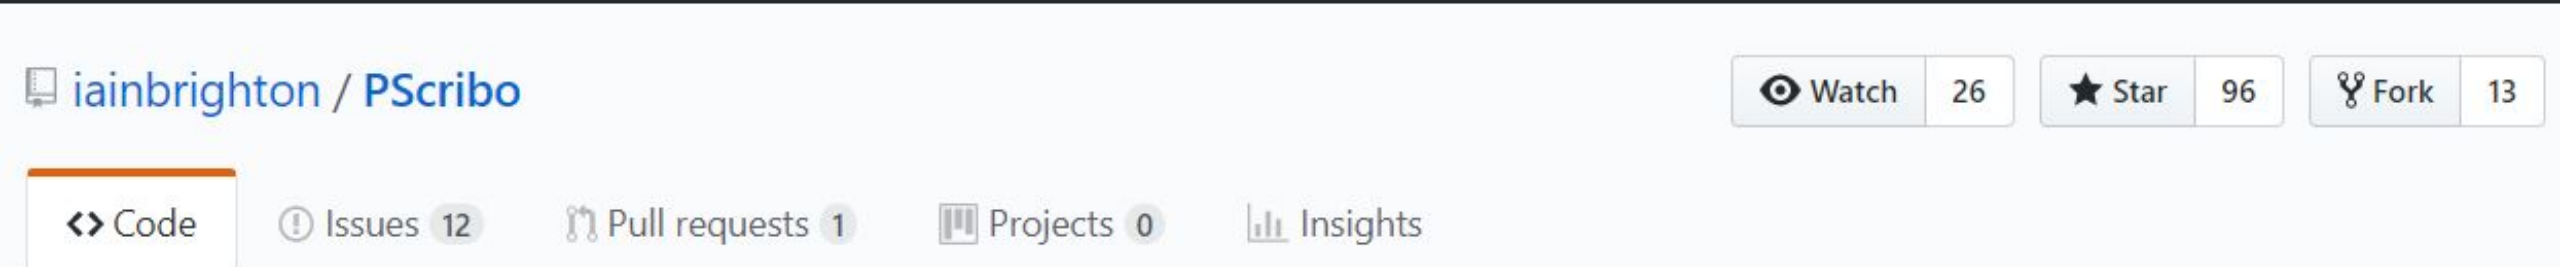 iainbrighton / PScribo Watch 26 Star 96 Fork 13
<> Code Issues 12 Pull requests 1 Projects 0 Insights